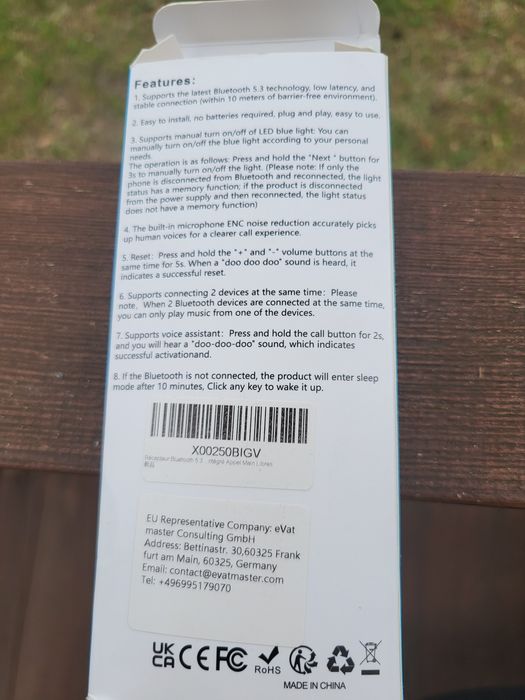 Features:
1. Supports the latest Bluetooth 5.3 technology, low latency, and
stable connection (within 10 meters of barrier-free environment).
2. Easy to install, no batteries required, plug and play, easy to use.
3. Supports manual turn on/off of LED blue light: You can
manually turn on/off the blue light according to your personal
needs.
The operation is as follows: Press and hold the "Next " button for
3s to manually turn on/off the light. (Please note: If only the
phone is disconnected from Bluetooth and reconnected, the light
status has a memory function; if the product is disconnected
from the power supply and then reconnected, the light status
does not have a memory function)
4. The built-in microphone ENC noise reduction accurately picks
up human voices for a clearer call experience.
5. Reset: Press and hold the "+" and "-" volume buttons at the
same time for 5s. When a "doo doo doo" sound is heard, it
indicates a successful reset.
6. Supports connecting 2 devices at the same time: Please
note, When 2 Bluetooth devices are connected at the same time,
you can only play music from one of the devices.
7. Supports voice assistant: Press and hold the call button for 2s,
and you will hear a "doo-doo-doo" sound, which indicates
successful activationand.
8. If the Bluetooth is not connected, the product will enter sleep
mode after 10 minutes, Click any key to wake it up.
X00250BIGV
Récepteur Bluetooth 5.3 ... ntégré Appel Main Libres
新品
EU Representative Company: eVat
master Consulting GmbH
Address: Bettinastr. 30,60325 Frank
furt am Main, 60325, Germany
Email: contact@evatmaster.com
Tel: +496995179070
UK
CA CE FC RoHS
MADE IN CHINA